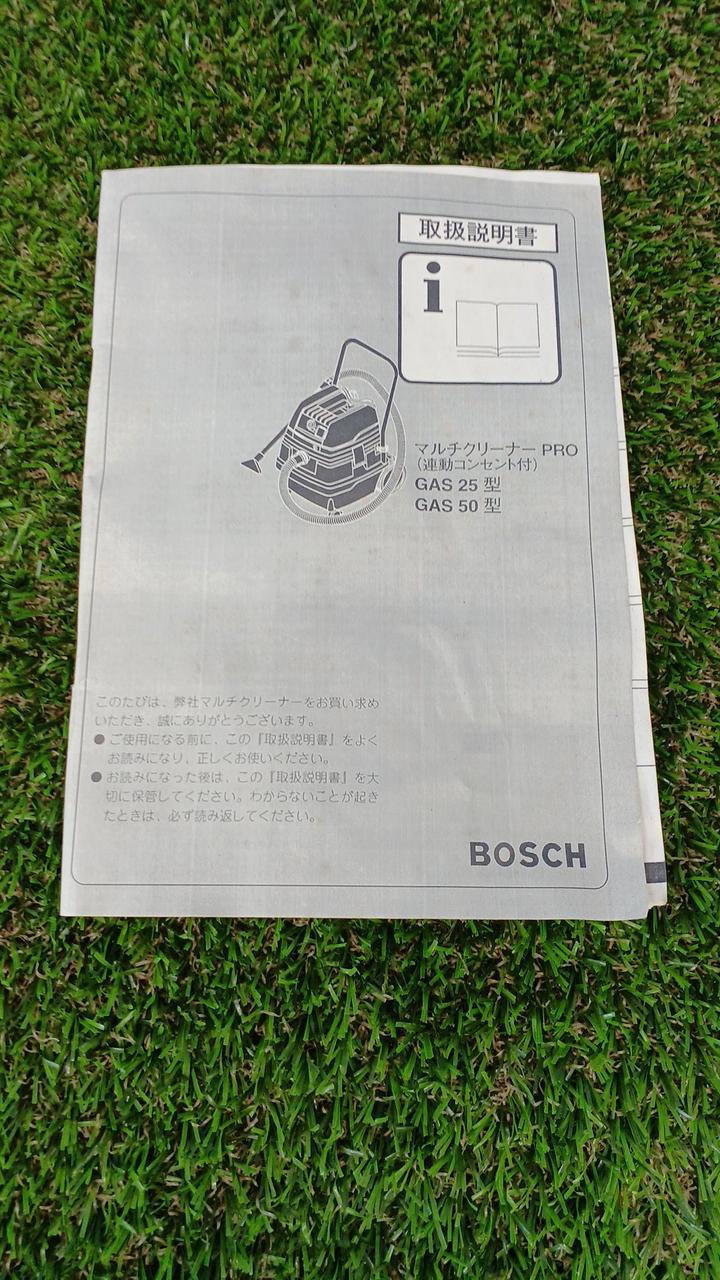 取扱説明書
i
マルチクリーナー PRO
(連動コンセント付)
GAS 25 型
GAS 50 型
このたびは、弊社マルチクリーナーをお買い求め
いただき、誠にありがとうございます。
● ご使用になる前に、この『取扱説明書』をよく
お読みになり、正しくお使いください。
● お読みになった後は、この『取扱説明書』を大
切に保管してください。わからないことが起き
たときは、必ず読み返してください。
BOSCH